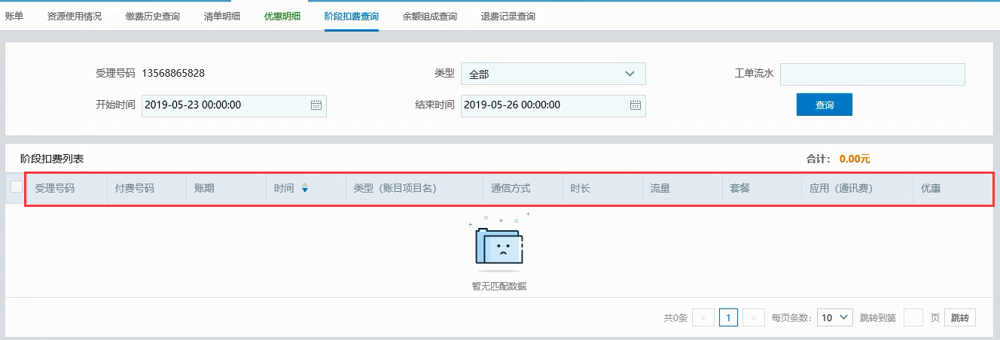 账单 资源使用情况 缴费历史查询 清单明细 优惠明细 阶段扣费查询 余额组成查询 退费记录查询
受理号码 13568865828 类型 全部 工单流水
开始时间 2019-05-23 00:00:00 结束时间 2019-05-26 00:00:00 查询
阶段扣费列表 合计： 0.00元
受理号码 付费号码 账期 时间 类型（账目项目名） 通信方式 时长 流量 套餐 应用（通讯费） 优惠
暂无匹配数据
共0条 < 1 > 每页条数： 10 跳转到第 页 跳转